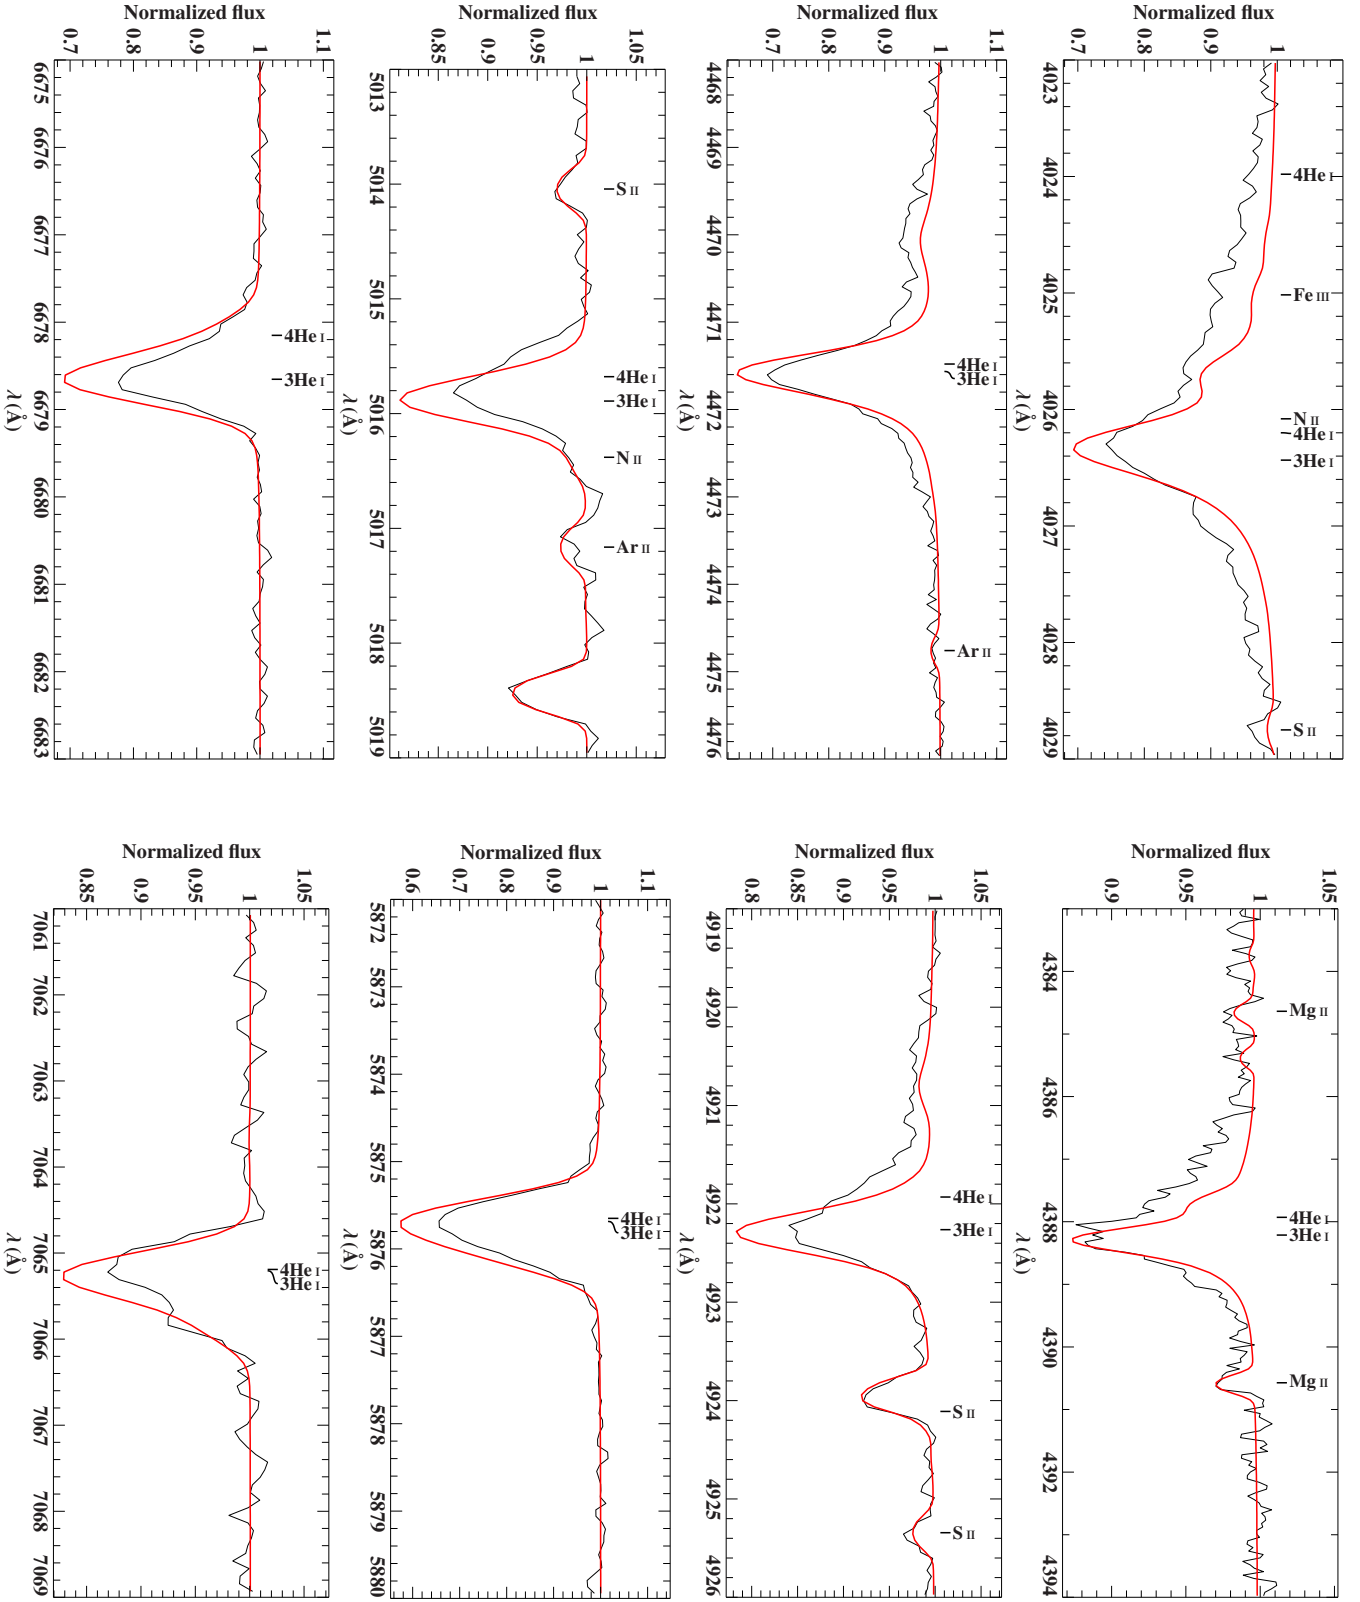 Normalized flux
1
0.9
0.8
0.7
4He I
Fe III
N II
4He I
3He I
S II
4023 4024 4025 4026 4027 4028 4029
λ (Å)
Normalized flux
1.05
1
0.95
0.9
Mg II
4He I
3He I
Mg II
4384 4386 4388 4390 4392 4394
λ (Å)
Normalized flux
1.1
1
0.9
0.8
0.7
4He I
3He I
Ar II
4468 4469 4470 4471 4472 4473 4474 4475 4476
λ (Å)
Normalized flux
1.05
1
0.95
0.9
0.85
0.8
4He I
3He I
S II
S II
4919 4920 4921 4922 4923 4924 4925 4926
λ (Å)
Normalized flux
1.05
1
0.95
0.9
0.85
S II
4He I
3He I
N II
Ar II
5013 5014 5015 5016 5017 5018 5019
λ (Å)
Normalized flux
1.1
1
0.9
0.8
0.7
0.6
4He I
3He I
5872 5873 5874 5875 5876 5877 5878 5879 5880
λ (Å)
Normalized flux
1.1
1
0.9
0.8
0.7
4He I
3He I
6675 6676 6677 6678 6679 6680 6681 6682 6683
λ (Å)
Normalized flux
1.05
1
0.95
0.9
0.85
4He I
3He I
7061 7062 7063 7064 7065 7066 7067 7068 7069
λ (Å)